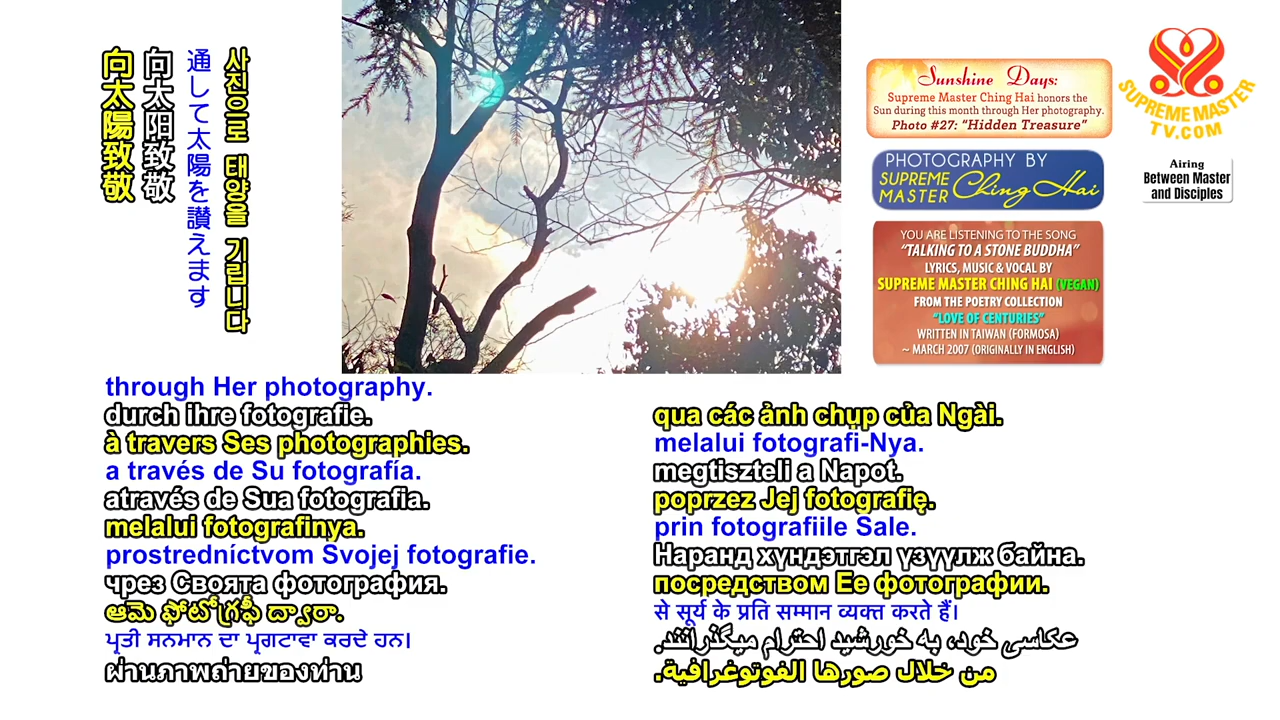 向太陽致敬
向太阳致敬
通して太陽を讃えます
사진으로 태양을 기립니다
Sunshine Days:
Supreme Master Ching Hai honors the
Sun during this month through Her photography.
Photo #27: "Hidden Treasure"
PHOTOGRAPHY BY
SUPREME
MASTER Ching Hai
YOU ARE LISTENING TO THE SONG
"TALKING TO A STONE BUDDHA"
LYRICS, MUSIC & VOCAL BY
SUPREME MASTER CHING HAI (VEGAN)
FROM THE POETRY COLLECTION
"LOVE OF CENTURIES"
WRITTEN IN TAIWAN (FORMOSA)
~ MARCH 2007 (ORIGINALLY IN ENGLISH)
SUPREME MASTER
TV.COM
Airing
Between Master
and Disciples
through Her photography.
durch ihre fotografie.
à travers Ses photographies.
a través de Su fotografía.
através de Sua fotografia.
melalui fotografinya.
prostredníctvom Svojej fotografie.
чрез Своята фотография.
ఆమె ఫోటోగ్రఫీ ద్వారా.
ਪ੍ਰਤੀ ਸਨਮਾਨ ਦਾ ਪ੍ਰਗਟਾਵਾ ਕਰਦੇ ਹਨ।
ผ่านภาพถ่ายของท่าน
qua các ảnh chụp của Ngài.
melalui fotografi-Nya.
megtiszteli a Napot.
poprzez Jej fotografię.
prin fotografiile Sale.
Наранд хүндэтгэл үзүүлж байна.
посредством Ее фотографии.
से सूर्य के प्रति सम्मान व्यक्त करते हैं।
عکاسی خود، به خورشید احترام میگذرانند.
من خلال صورها الفوتوغرافية.